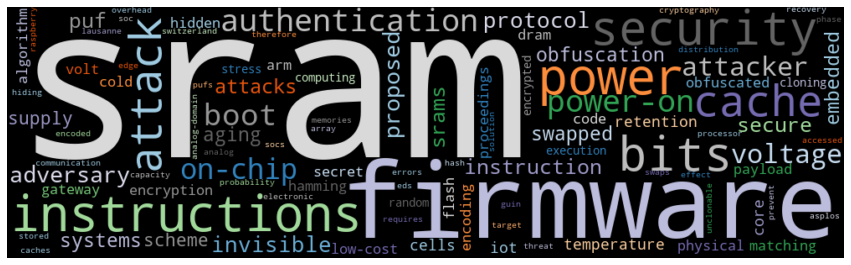 algorithm soc overhead puf hidden authentication protocol cryptography recovery phase
raspberry lausanne switzerland therefore dram security
sram
volt edge stress arm obfuscation distribution
hiding cold pufs attacks computing encrypted power attacker embedded
attack analog-domain proposed srams proceedings solution power-on obfuscated cloning cache
supply boot memories array code retention
encoded aging swapped bits secure
communication analog socs execution processor accessed
adversary capacity on-chip secret errors hash instruction voltage
gateway encryption probability hamming eds flash firmware payload
instructions electronic random encoding swaps effect unclonable core prevent asplos
requires guin target
stored systems scheme invisible cells iot temperature physical matching
caches low-cost threat